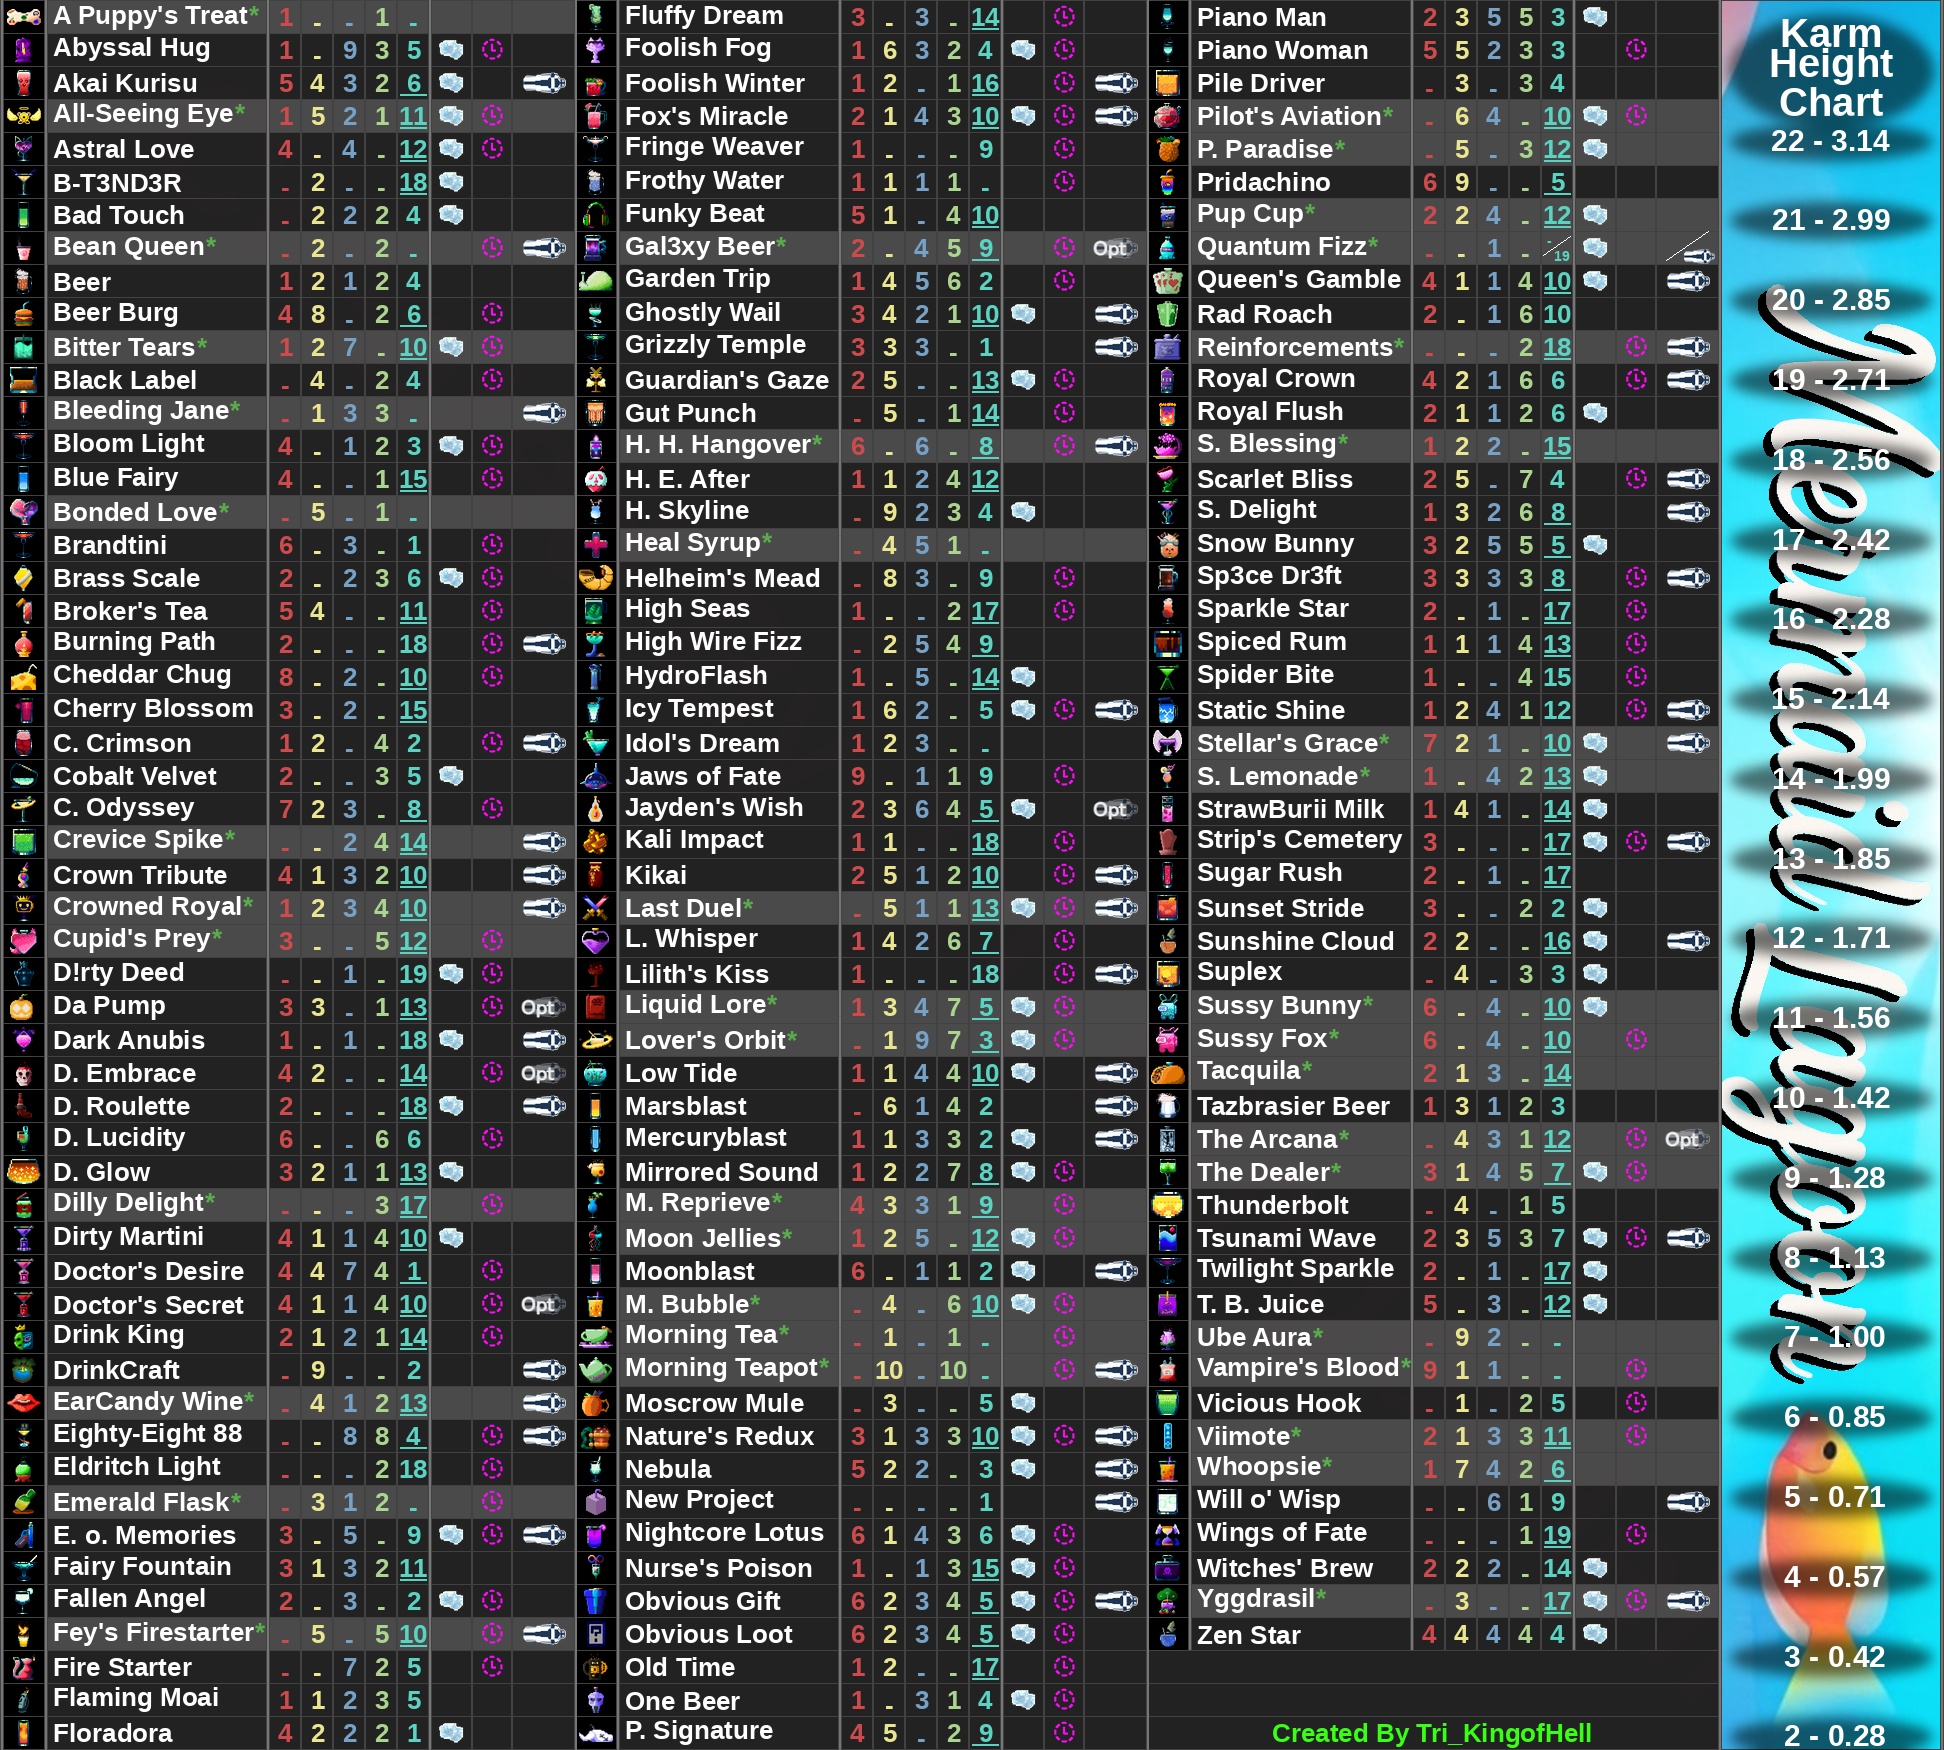 A Puppy's Treat* 1 - - 1 -
Abyssal Hug 1 - 9 3 5
Akai Kurisu 5 4 3 2 6
All-Seeing Eye* 1 5 2 1 11
Astral Love 4 - 4 - 12
B-T3ND3R - 2 - - 18
Bad Touch - 2 2 2 4
Bean Queen* - 2 - 2 -
Beer 1 2 1 2 4
Beer Burg 4 8 - 2 6
Bitter Tears* 1 2 7 - 10
Black Label - 4 - 2 4
Bleeding Jane* - 1 3 3 -
Bloom Light 4 - 1 2 3
Blue Fairy 4 - - 1 15
Bonded Love* - 5 - 1 -
Brandtini 6 - 3 - 1
Brass Scale 2 - 2 3 6
Broker's Tea 5 4 - - 11
Burning Path 2 - - - 18
Cheddar Chug 8 - 2 - 10
Cherry Blossom 3 - 2 - 15
C. Crimson 1 2 - 4 2
Cobalt Velvet 2 - - 3 5
C. Odyssey 7 2 3 - 8
Crevice Spike* - - 2 4 14
Crown Tribute 4 1 3 2 10
Crowned Royal* 1 2 3 4 10
Cupid's Prey* 3 - - 5 12
D!rty Deed - - 1 - 19
Da Pump 3 3 - 1 13 Opt
Dark Anubis 1 - 1 - 18
D. Embrace 4 2 - - 14 Opt
D. Roulette 2 - - - 18
D. Lucidity 6 - - 6 6
D. Glow 3 2 1 1 13
Dilly Delight* - - - 3 17
Dirty Martini 4 1 1 4 10
Doctor's Desire 4 4 7 4 1
Doctor's Secret 4 1 1 4 10 Opt
Drink King 2 1 2 1 14
DrinkCraft - 9 - - 2
EarCandy Wine* - 4 1 2 13
Eighty-Eight 88 - - 8 8 4
Eldritch Light - - - 2 18
Emerald Flask* - 3 1 2 -
E. o. Memories 3 - 5 - 9
Fairy Fountain 3 1 3 2 11
Fallen Angel 2 - 3 - 2
Fey's Firestarter* - 5 - 5 10
Fire Starter - - 7 2 5
Flaming Moai 1 1 2 3 5
Floradora 4 2 2 2 1
Fluffy Dream 3 - 3 - 14
Foolish Fog 1 6 3 2 4
Foolish Winter 1 2 - 1 16
Fox's Miracle 2 1 4 3 10
Fringe Weaver 1 - - - 9
Frothy Water 1 1 1 1 -
Funky Beat 5 1 - 4 10
Gal3xy Beer* 2 - 4 5 9 Opt
Garden Trip 1 4 5 6 2
Ghostly Wail 3 4 2 1 10
Grizzly Temple 3 3 3 - 1
Guardian's Gaze 2 5 - - 13
Gut Punch - 5 - 1 14
H. H. Hangover* 6 - 6 - 8
H. E. After 1 1 2 4 12
H. Skyline - 9 2 3 4
Heal Syrup* - 4 5 1 -
Helheim's Mead - 8 3 - 9
High Seas 1 - - 2 17
High Wire Fizz - 2 5 4 9
HydroFlash 1 - 5 - 14
Icy Tempest 1 6 2 - 5
Idol's Dream 1 2 3 - -
Jaws of Fate 9 - 1 1 9
Jayden's Wish 2 3 6 4 5 Opt
Kali Impact 1 1 - - 18
Kikai 2 5 1 2 10
Last Duel* - 5 1 1 13
L. Whisper 1 4 2 6 7
Lilith's Kiss 1 - - - 18
Liquid Lore* 1 3 4 7 5
Lover's Orbit* - 1 9 7 3
Low Tide 1 1 4 4 10
Marsblast - 6 1 4 2
Mercuryblast 1 1 3 3 2
Mirrored Sound 1 2 2 7 8
M. Reprieve* 4 3 3 1 9
Moon Jellies* 1 2 5 - 12
Moonblast 6 - 1 1 2
M. Bubble* - 4 - 6 10
Morning Tea* - 1 - 1 -
Morning Teapot* - 10 - 10 -
Moscrow Mule - 3 - - 5
Nature's Redux 3 1 3 3 10
Nebula 5 2 2 - 3
New Project - - - - 1
Nightcore Lotus 6 1 4 3 6
Nurse's Poison 1 - 1 3 15
Obvious Gift 6 2 3 4 5
Obvious Loot 6 2 3 4 5
Old Time 1 2 - - 17
One Beer 1 - 3 1 4
P. Signature 4 5 - 2 9
Piano Man 2 3 5 5 3
Piano Woman 5 5 2 3 3
Pile Driver - 3 - 3 4
Pilot's Aviation* - 6 4 - 10
P. Paradise* - 5 - 3 12
Pridachino 6 9 - - 5
Pup Cup* 2 2 4 - 12
Quantum Fizz* - - 1 - -/19
Queen's Gamble 4 1 1 4 10
Rad Roach 2 - 1 6 10
Reinforcements* - - - 2 18
Royal Crown 4 2 1 6 6
Royal Flush 2 1 1 2 6
S. Blessing* 1 2 2 - 15
Scarlet Bliss 2 5 - 7 4
S. Delight 1 3 2 6 8
Snow Bunny 3 2 5 5 5
Sp3ce Dr3ft 3 3 3 3 8
Sparkle Star 2 - 1 - 17
Spiced Rum 1 1 1 4 13
Spider Bite 1 - - 4 15
Static Shine 1 2 4 1 12
Stellar's Grace* 7 2 1 - 10
S. Lemonade* 1 - 4 2 13
StrawBurii Milk 1 4 1 - 14
Strip's Cemetery 3 - - - 17
Sugar Rush 2 - 1 - 17
Sunset Stride 3 - - 2 2
Sunshine Cloud 2 2 - - 16
Suplex - 4 - 3 3
Sussy Bunny* 6 - 4 - 10
Sussy Fox* 6 - 4 - 10
Tacquila* 2 1 3 - 14
Tazbrasier Beer 1 3 1 2 3
The Arcana* - 4 3 1 12 Opt
The Dealer* 3 1 4 5 7
Thunderbolt - 4 - 1 5
Tsunami Wave 2 3 5 3 7
Twilight Sparkle 2 - 1 - 17
T. B. Juice 5 - 3 - 12
Ube Aura* - 9 2 - -
Vampire's Blood* 9 1 1 - -
Vicious Hook - 1 - 2 5
Viimote* 2 1 3 3 11
Whoopsie* 1 7 4 2 6
Will o' Wisp - - 6 1 9
Wings of Fate - - - 1 19
Witches' Brew 2 2 2 - 14
Yggdrasil* - 3 - - 17
Zen Star 4 4 4 4 4
Created By Tri_KingofHell
Karm
Height
Chart
22 - 3.14
21 - 2.99
20 - 2.85
19 - 2.71
18 - 2.56
17 - 2.42
16 - 2.28
15 - 2.14
14 - 1.99
13 - 1.85
12 - 1.71
11 - 1.56
10 - 1.42
9 - 1.28
8 - 1.13
7 - 1.00
6 - 0.85
5 - 0.71
4 - 0.57
3 - 0.42
2 - 0.28
Mermaid Lagoon